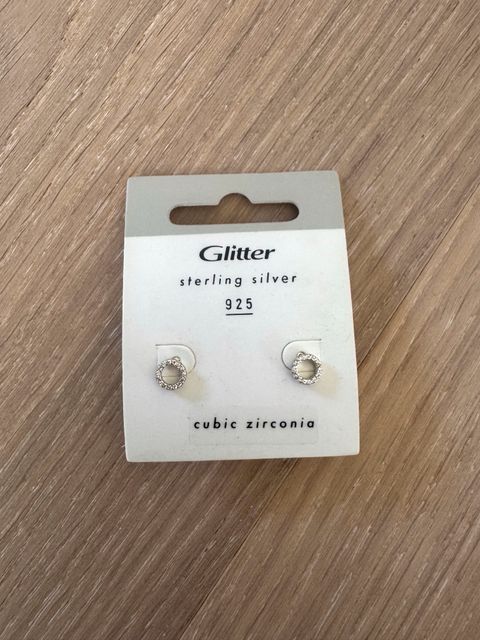 Glitter
sterling silver
925
cubic zirconia